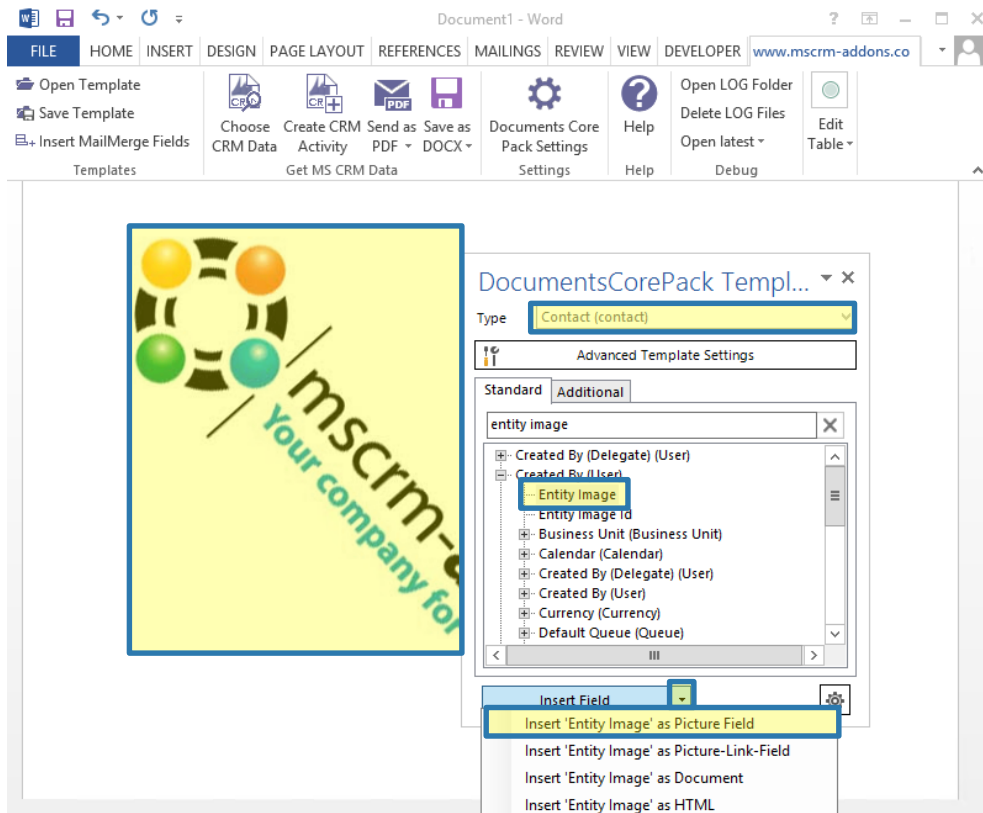 Document1 - Word
?
FILE HOME INSERT DESIGN PAGE LAYOUT REFERENCES MAILINGS REVIEW VIEW DEVELOPER www.mscrm-addons.co
Open Template
Save Template
Insert MailMerge Fields
Templates
CRM
Choose
CRM Data
CR
Create CRM
Activity
PDF
Send as
PDF
Save as
DOCX
Get MS CRM Data
Documents Core
Pack Settings
Settings
Help
Help
Open LOG Folder
Delete LOG Files
Open latest
Debug
Edit
Table
mscrm-a
Your company for
DocumentsCorePack Templ...
Type Contact (contact)
Advanced Template Settings
Standard Additional
entity image
Created By (Delegate) (User)
Created By (User)
Entity Image
Entity Image Id
Business Unit (Business Unit)
Calendar (Calendar)
Created By (Delegate) (User)
Created By (User)
Currency (Currency)
Default Queue (Queue)
Insert Field
Insert 'Entity Image' as Picture Field
Insert 'Entity Image' as Picture-Link-Field
Insert 'Entity Image' as Document
Insert 'Entity Image' as HTML